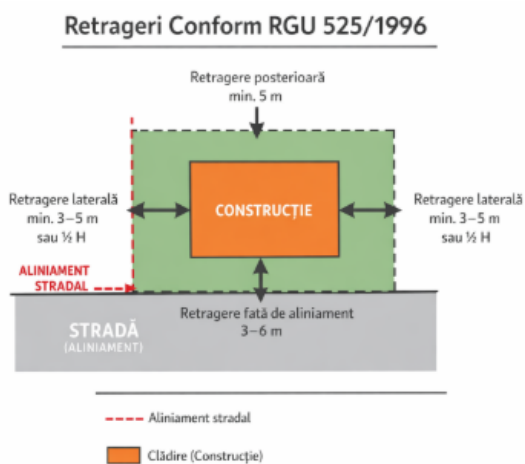 Retrageri Conform RGU 525/1996
Retragere posterioară
min. 5 m
Retragere laterală
min. 3–5 m
sau ½ H
CONSTRUCȚIE
Retragere laterală
min. 3–5 m
sau ½ H
ALINIAMENT
STRADAL
STRADĂ
(ALINIAMENT)
Retragere fată de aliniament
3–6 m
Aliniament stradal
Clădire (Construcție)